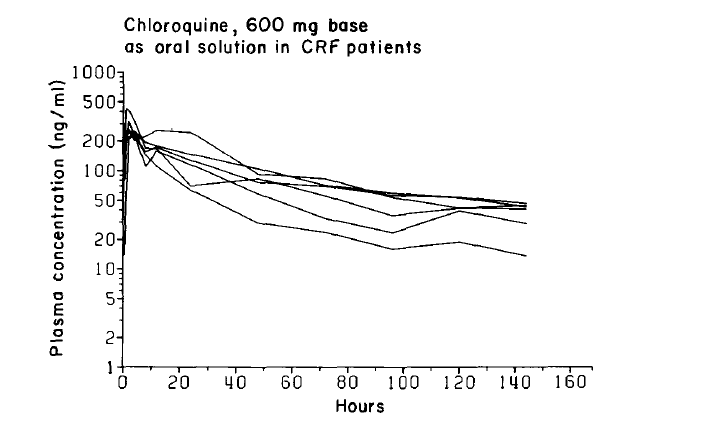 Chloroquine, 600 mg base
as oral solution in CRF patients
Plasma concentration (ng/ml)
1000
500
200
100
50
20
10
5
2
1
0 20 40 60 80 100 120 140 160
Hours